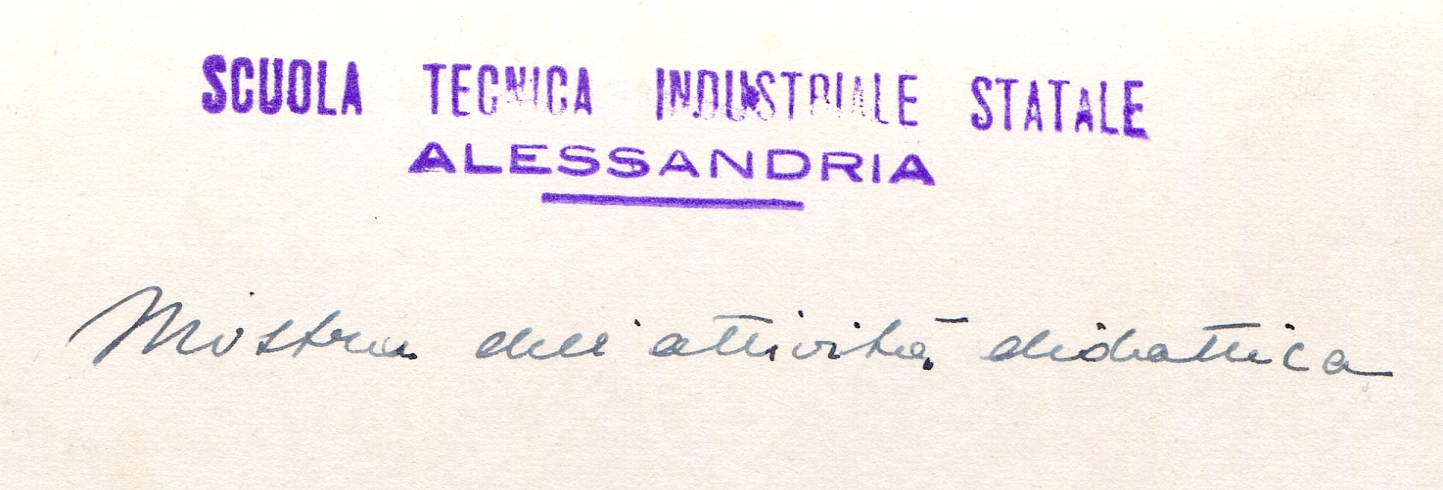 SCUOLA TECNICA INDUSTRIALE STATALE
ALESSANDRIA
Mostra dell'attività didattica